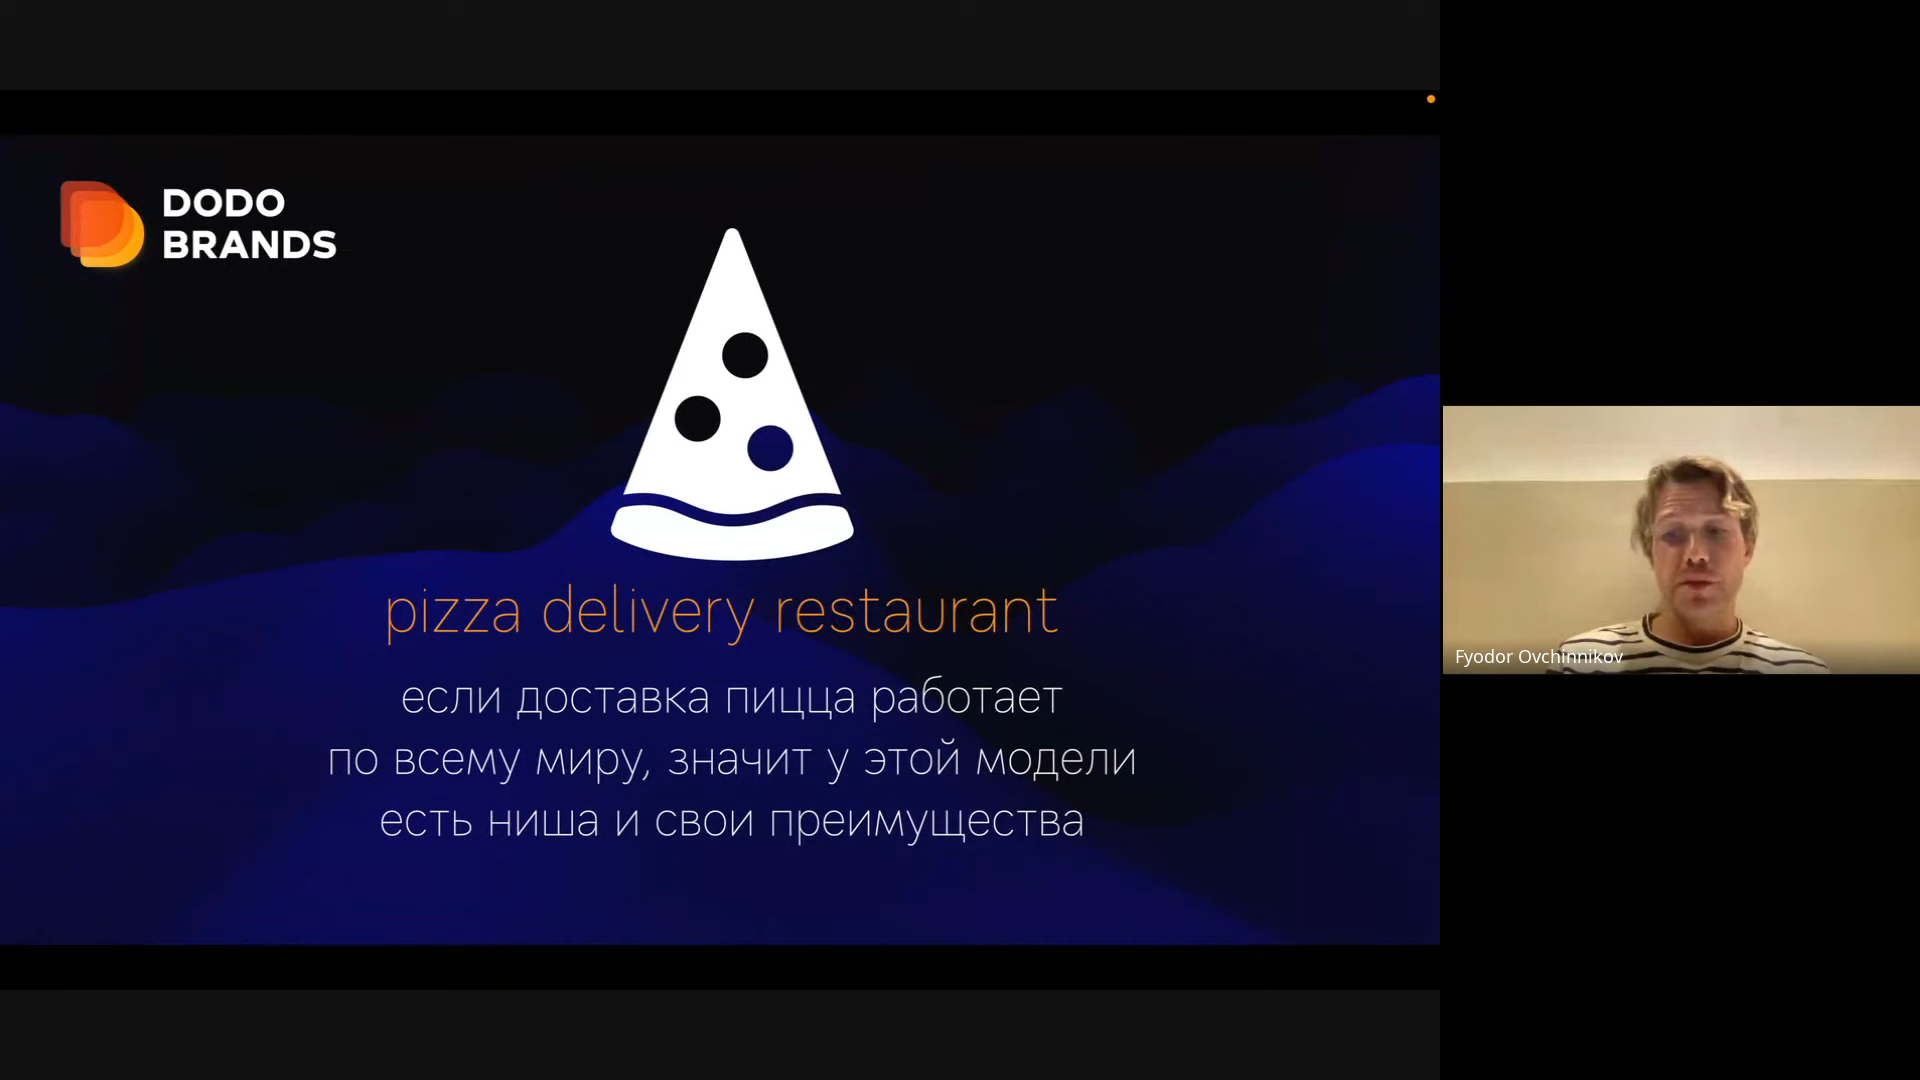 DODO
BRANDS
pizza delivery restaurant
если доставка пицца работает
по всему миру, значит у этой модели
есть ниша и свои преимущества
Fyodor Ovchinnikov